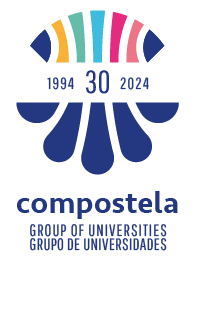 1994 30 2024
compostela
GROUP OF UNIVERSITIES
GRUPO DE UNIVERSIDADES